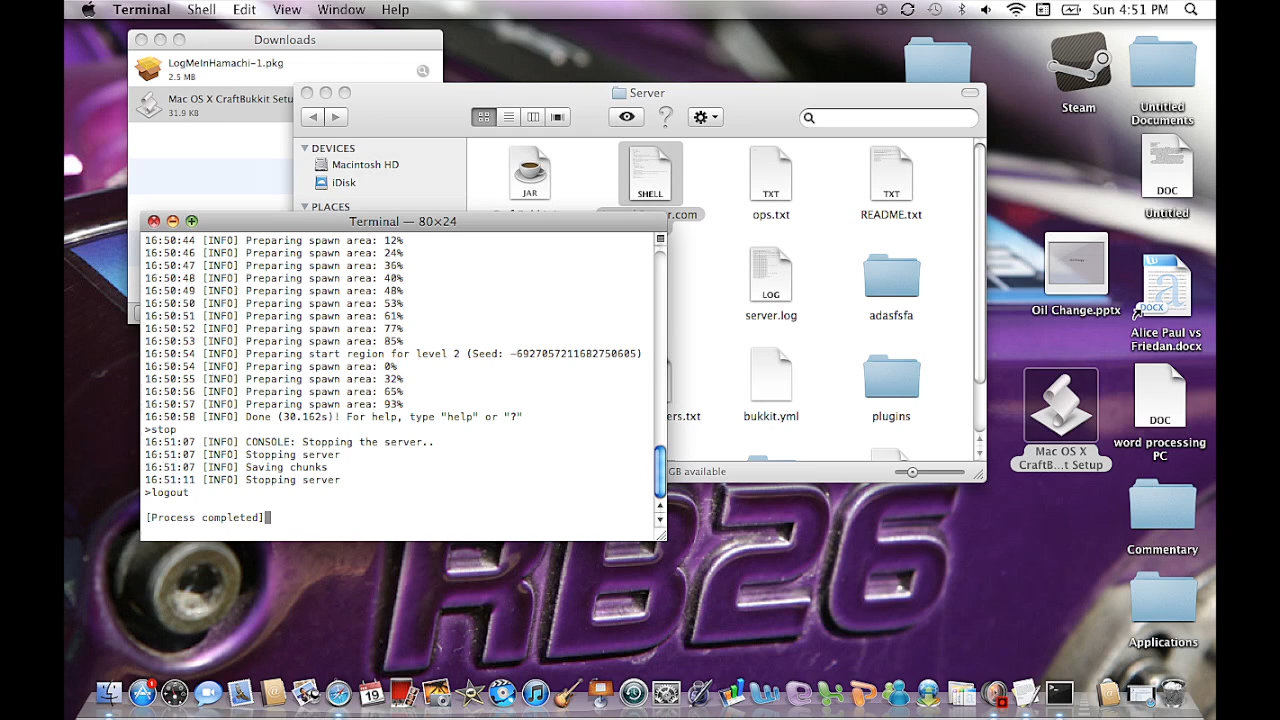 Terminal Shell Edit View Window Help
Sun 4:51 PM
Downloads
LogMeInHamachi-1.pkg
2.5 MB
Mac OS X CraftBukkit Setu
31.9 KB
Server
DEVICES
Macintosh HD
iDisk
PLACES
JAR
SHELL
.com
TXT
ops.txt
TXT
README.txt
LOG
server.log
adasfsfa
ers.txt
bukkit.yml
plugins
GB available
Terminal — 80×24
16:50:44 [INFO] Preparing spawn area: 12%
16:50:46 [INFO] Preparing spawn area: 24%
16:50:47 [INFO] Preparing spawn area: 36%
16:50:48 [INFO] Preparing spawn area: 40%
16:50:49 [INFO] Preparing spawn area: 48%
16:50:50 [INFO] Preparing spawn area: 53%
16:50:51 [INFO] Preparing spawn area: 61%
16:50:52 [INFO] Preparing spawn area: 77%
16:50:53 [INFO] Preparing spawn area: 85%
16:50:54 [INFO] Preparing start region for level 2 (Seed: -6927057211682750605)
16:50:54 [INFO] Preparing spawn area: 0%
16:50:55 [INFO] Preparing spawn area: 32%
16:50:56 [INFO] Preparing spawn area: 65%
16:50:57 [INFO] Preparing spawn area: 93%
16:50:58 [INFO] Done (30.162s)! For help, type "help" or "?"
>stop
16:51:07 [INFO] CONSOLE: Stopping the server..
16:51:07 [INFO] Stopping server
16:51:07 [INFO] Saving chunks
16:51:11 [INFO] Stopping server
>logout
[Process completed]
Steam
Untitled
Documents
DOC
Untitled
Oil Change.pptx
DOCX
Alice Paul vs
Friedan.docx
Mac OS X
CraftB...t Setup
DOC
word processing
PC
Commentary
Applications
RB26
19